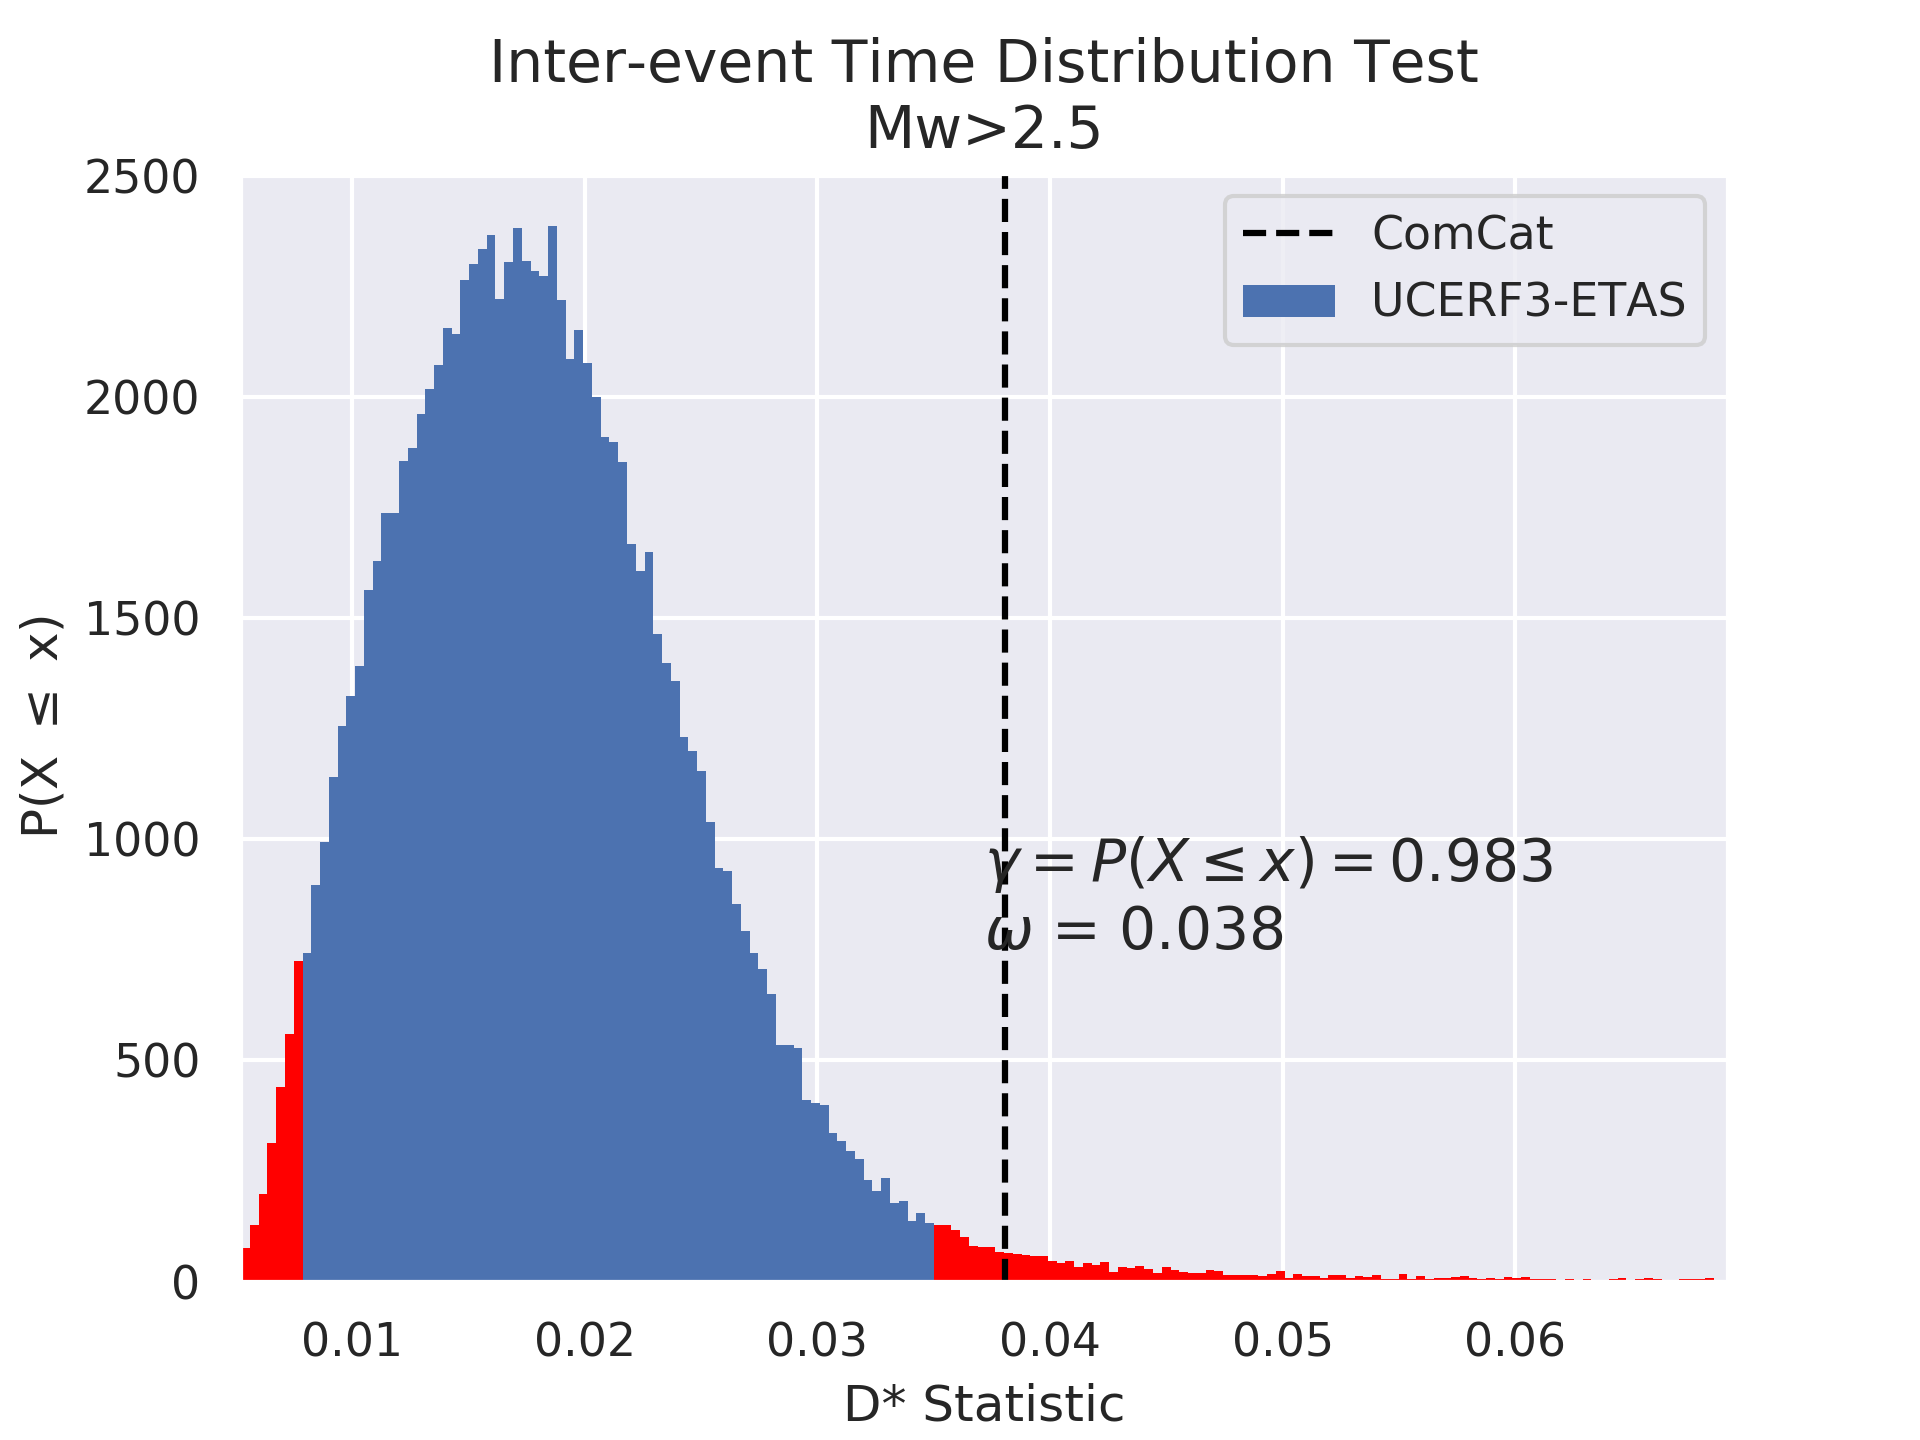 Inter-event Time Distribution Test
Mw>2.5
2500
2000
1500
1000
500
0
P(X ≤ x)
ComCat
UCERF3-ETAS
γ = P(X ≤ x) = 0.983
ω = 0.038
0.01 0.02 0.03 0.04 0.05 0.06
D* Statistic